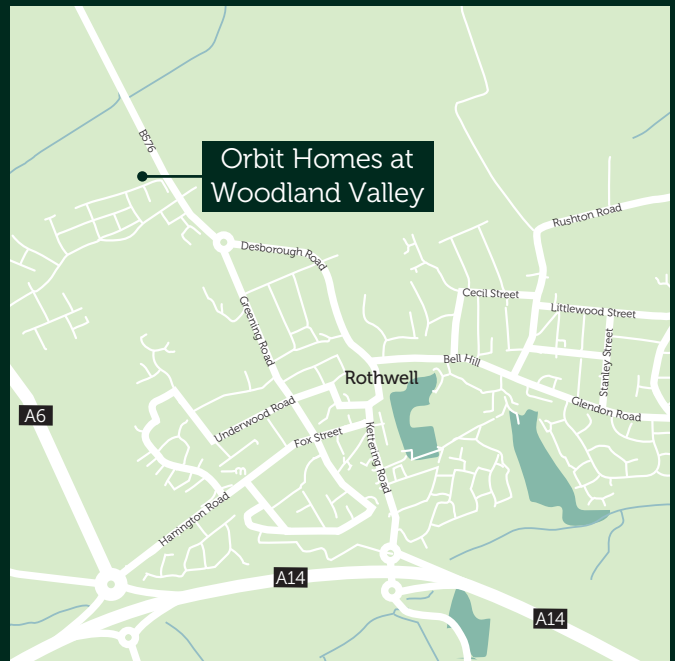 B576
Orbit Homes at
Woodland Valley
Rushton Road
Desborough Road
Cecil Street
Littlewood Street
Greening Road
Stanley Street
Bell Hill
Rothwell
Glendon Road
A6
Underwood Road
Fox Street
Kettering Road
Harrington Road
A14
A14